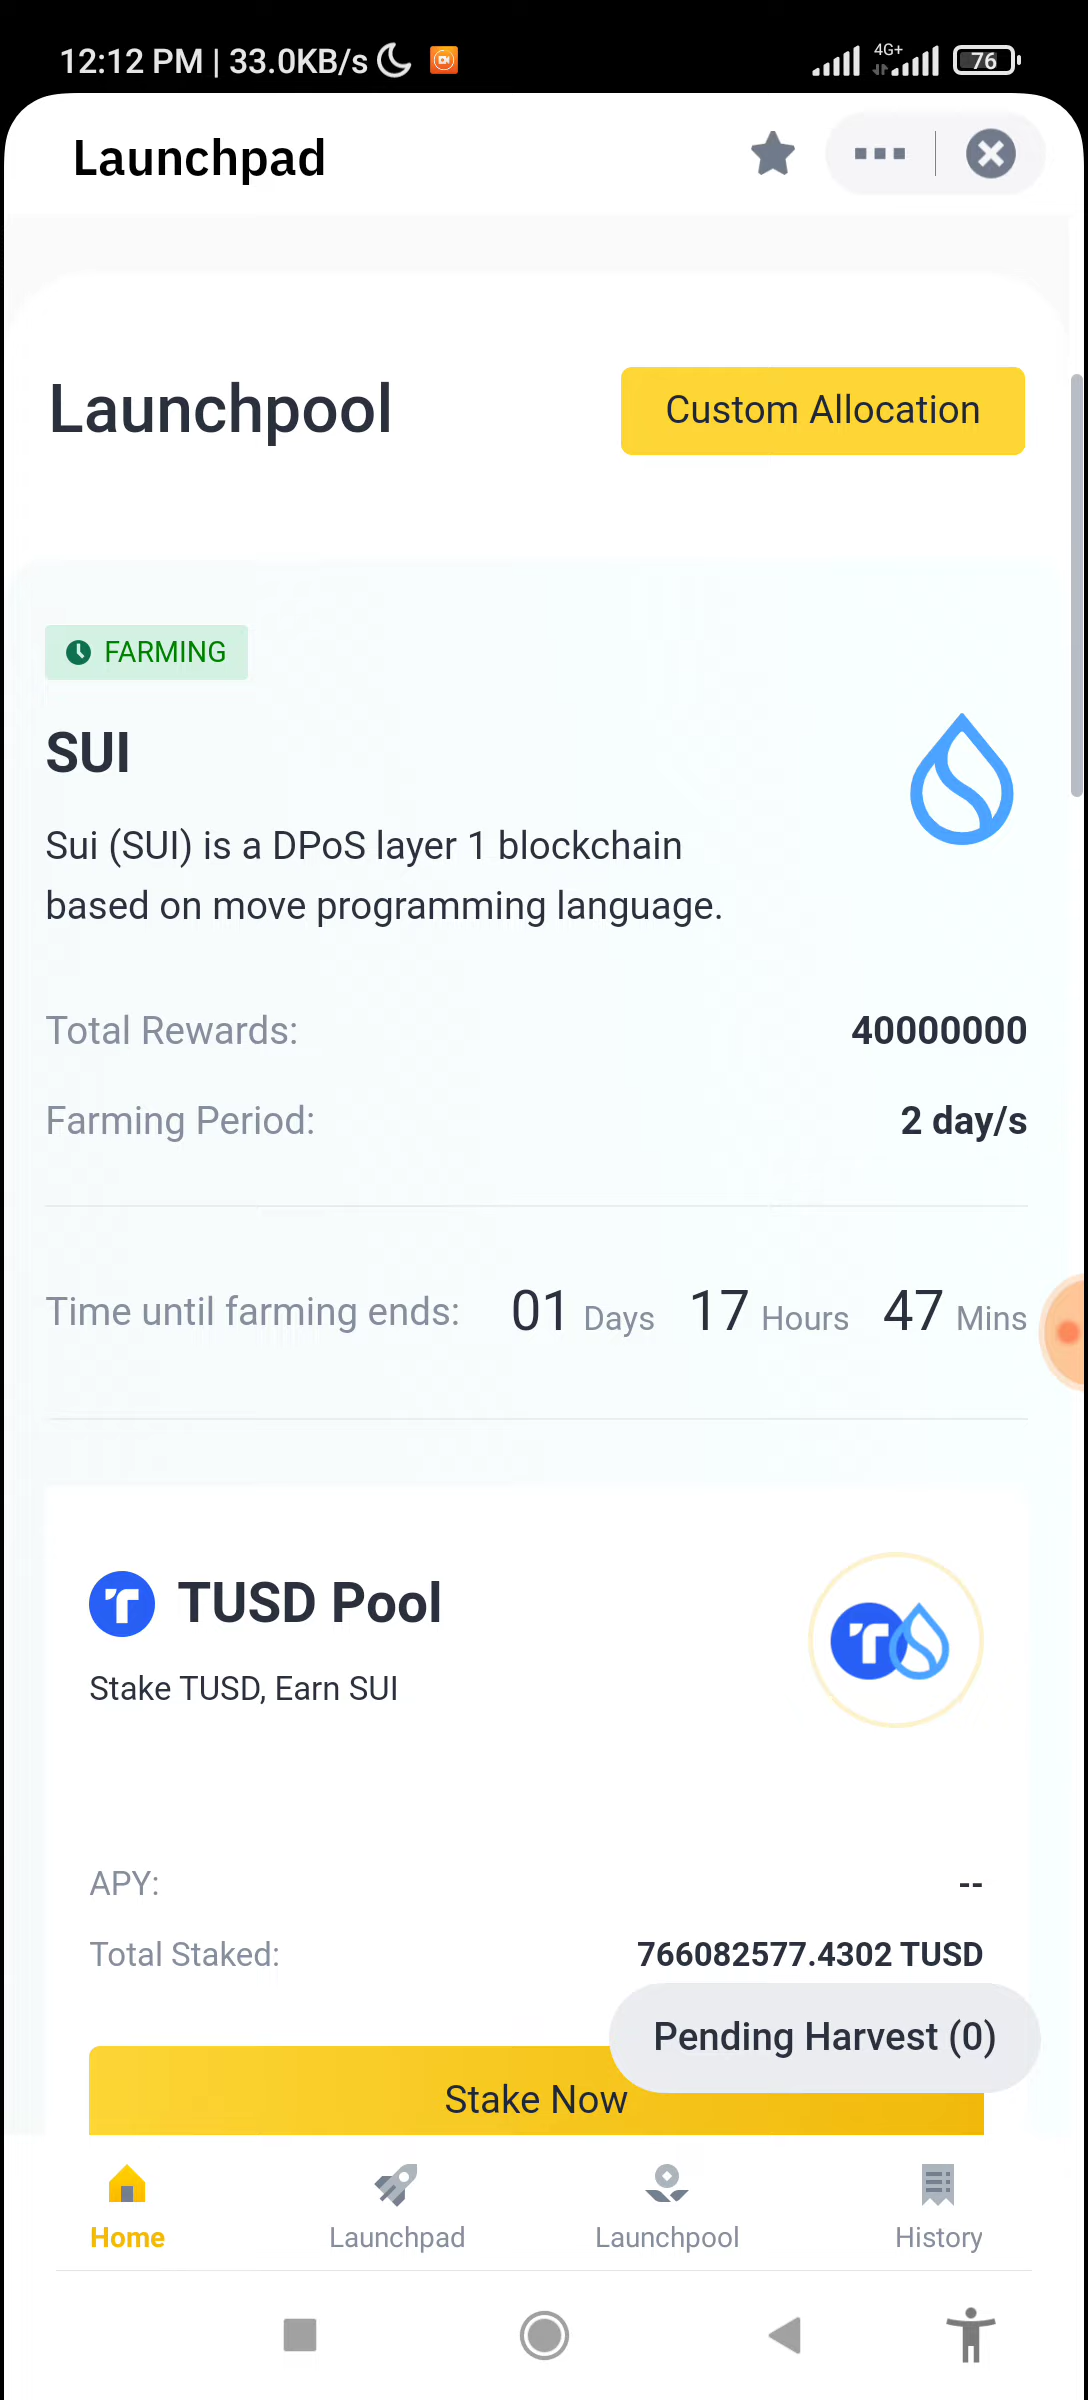 12:12 PM | 33.0KB/s
4G+
76
Launchpad
Launchpool
Custom Allocation
FARMING
SUI
Sui (SUI) is a DPoS layer 1 blockchain
based on move programming language.
Total Rewards: 40000000
Farming Period: 2 day/s
Time until farming ends: 01 Days 17 Hours 47 Mins
TUSD Pool
Stake TUSD, Earn SUI
APY: --
Total Staked: 766082577.4302 TUSD
Pending Harvest (0)
Stake Now
Home Launchpad Launchpool History